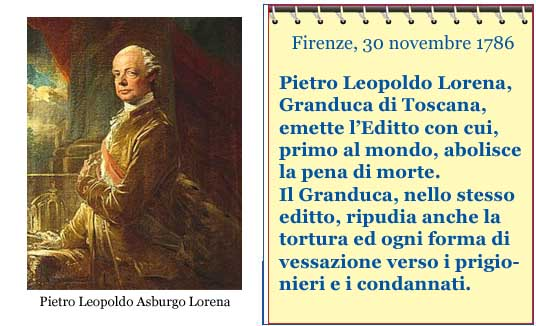 Pietro Leopoldo Asburgo Lorena
Firenze, 30 novembre 1786
Pietro Leopoldo Lorena,
Granduca di Toscana,
emette l’Editto con cui,
primo al mondo, abolisce
la pena di morte.
Il Granduca, nello stesso
editto, ripudia anche la
tortura ed ogni forma di
vessazione verso i prigio-
nieri e i condannati.